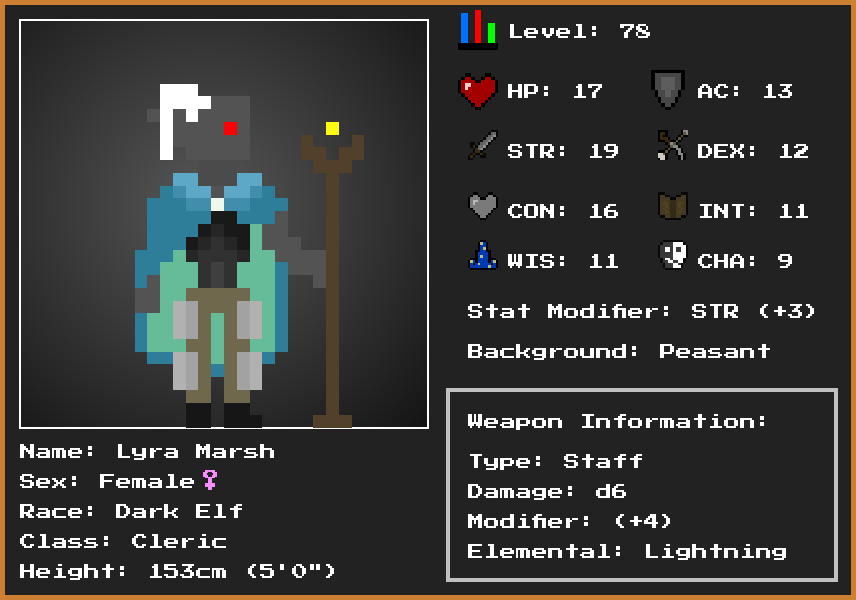 Level: 78
HP: 17
AC: 13
STR: 19
DEX: 12
CON: 16
INT: 11
WIS: 11
CHA: 9
Stat Modifier: STR (+3)
Background: Peasant
Weapon Information:
Type: Staff
Damage: d6
Modifier: (+4)
Elemental: Lightning
Name: Lyra Marsh
Sex: Female♀
Race: Dark Elf
Class: Cleric
Height: 153cm (5'0")